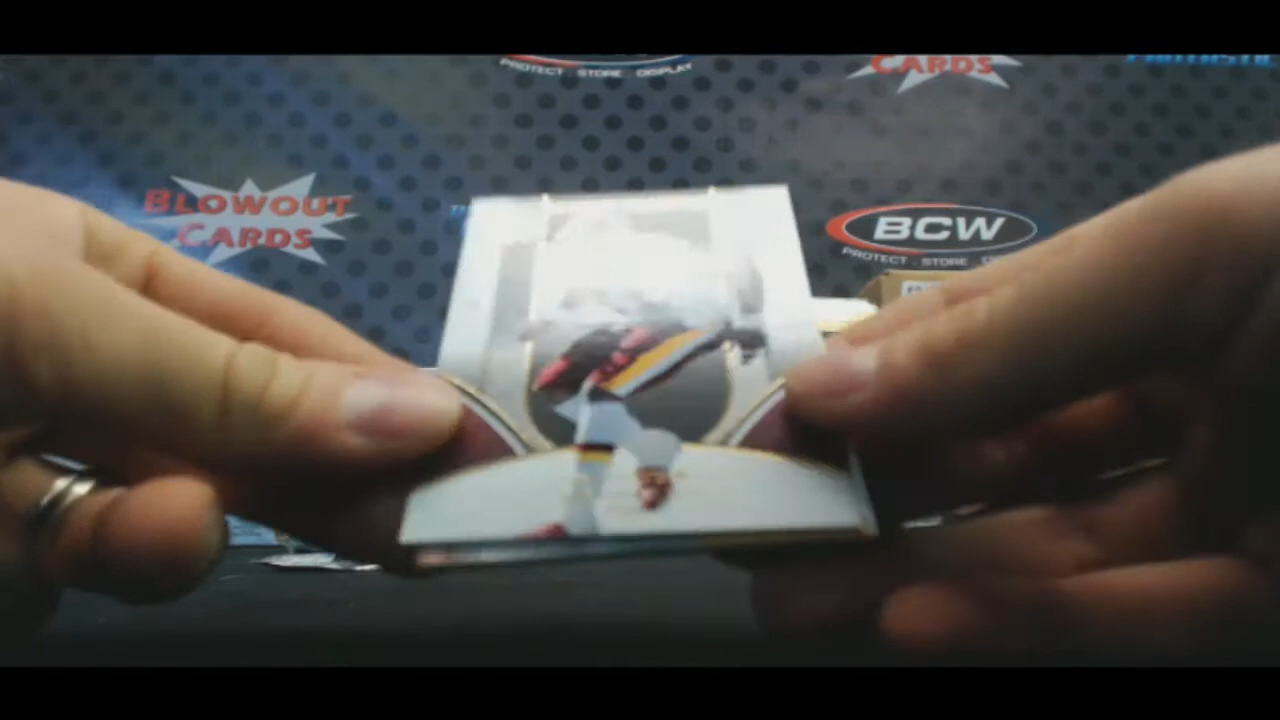 PROTECT . STORE . DISPLAY
CARDS
BLOWOUT
CARDS
BCW
PROTECT . STORE .